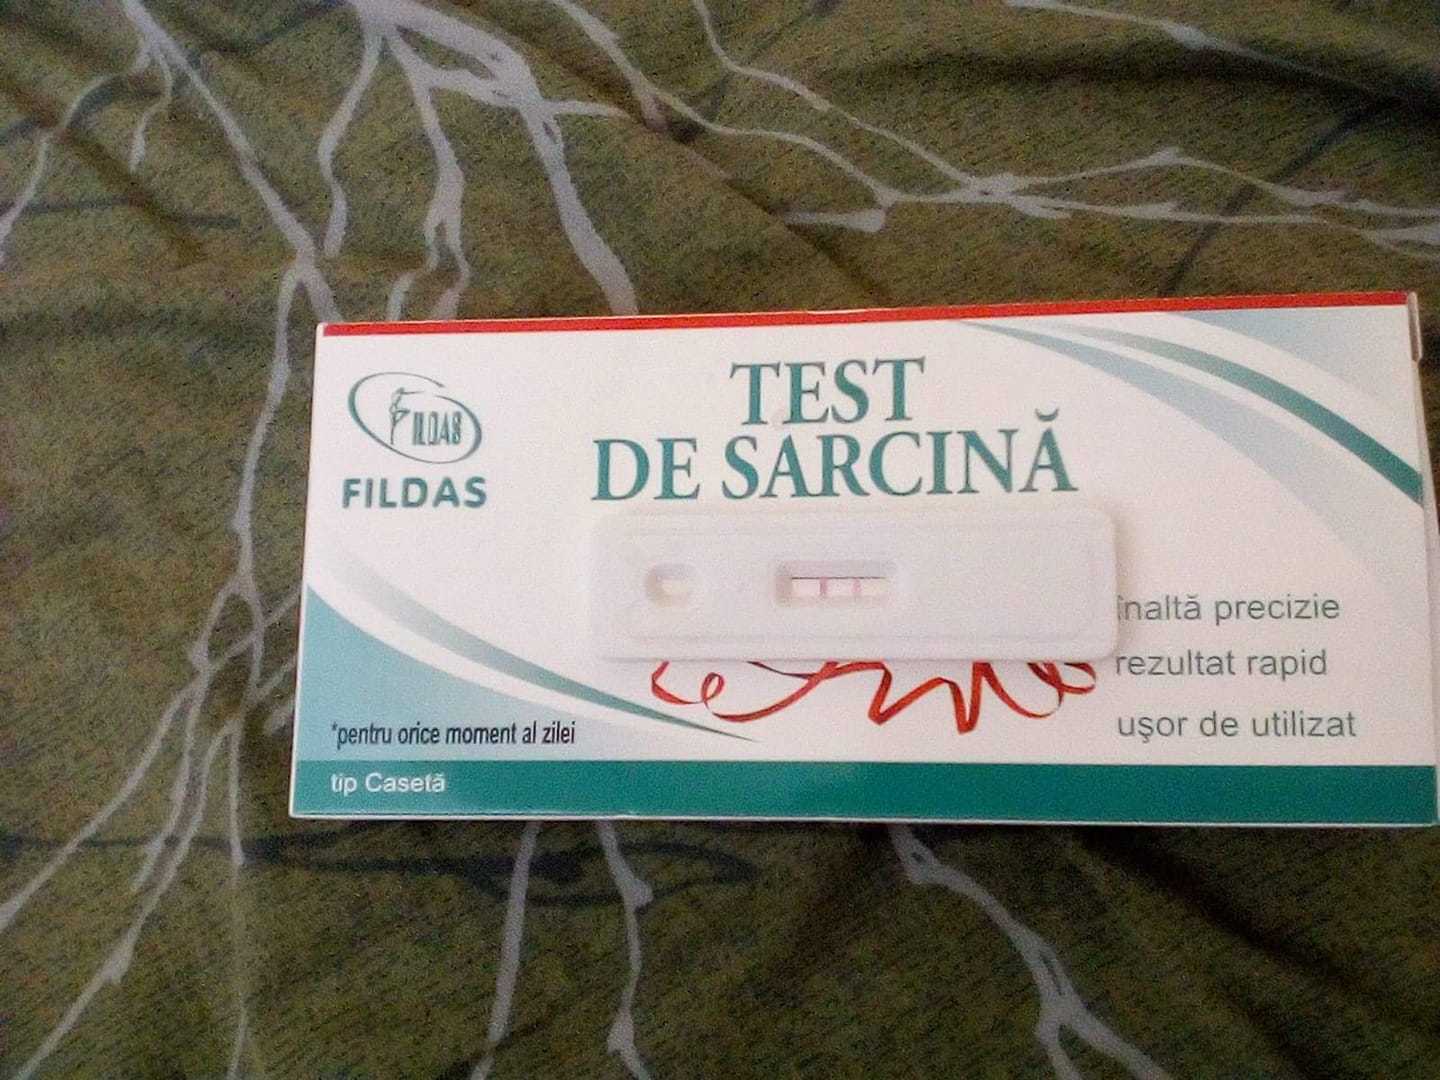 FILDAS
FILDAS
TEST
DE SARCINĂ
înaltă precizie
rezultat rapid
uşor de utilizat
*pentru orice moment al zilei
tip Casetă